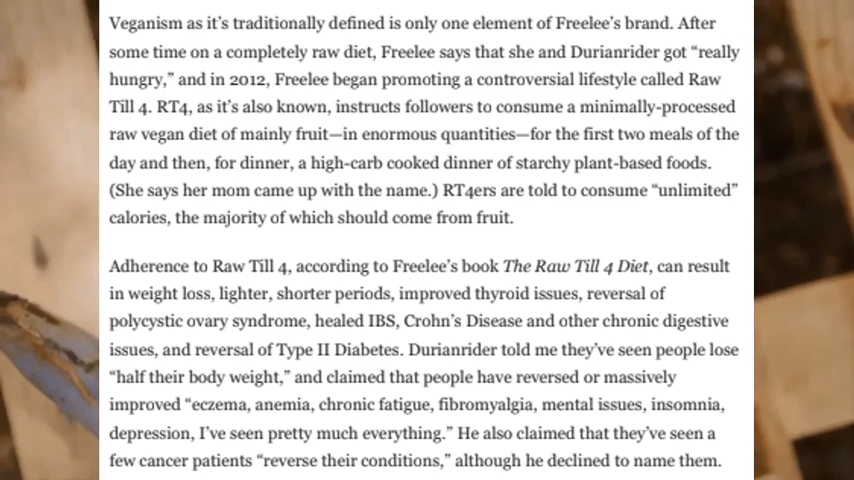 Veganism as it’s traditionally defined is only one element of Freelee’s brand. After
some time on a completely raw diet, Freelee says that she and Durianrider got “really
hungry,” and in 2012, Freelee began promoting a controversial lifestyle called Raw
Till 4. RT4, as it’s also known, instructs followers to consume a minimally-processed
raw vegan diet of mainly fruit—in enormous quantities—for the first two meals of the
day and then, for dinner, a high-carb cooked dinner of starchy plant-based foods.
(She says her mom came up with the name.) RT4ers are told to consume “unlimited”
calories, the majority of which should come from fruit.
Adherence to Raw Till 4, according to Freelee’s book The Raw Till 4 Diet, can result
in weight loss, lighter, shorter periods, improved thyroid issues, reversal of
polycystic ovary syndrome, healed IBS, Crohn’s Disease and other chronic digestive
issues, and reversal of Type II Diabetes. Durianrider told me they’ve seen people lose
“half their body weight,” and claimed that people have reversed or massively
improved “eczema, anemia, chronic fatigue, fibromyalgia, mental issues, insomnia,
depression, I’ve seen pretty much everything.” He also claimed that they’ve seen a
few cancer patients “reverse their conditions,” although he declined to name them.